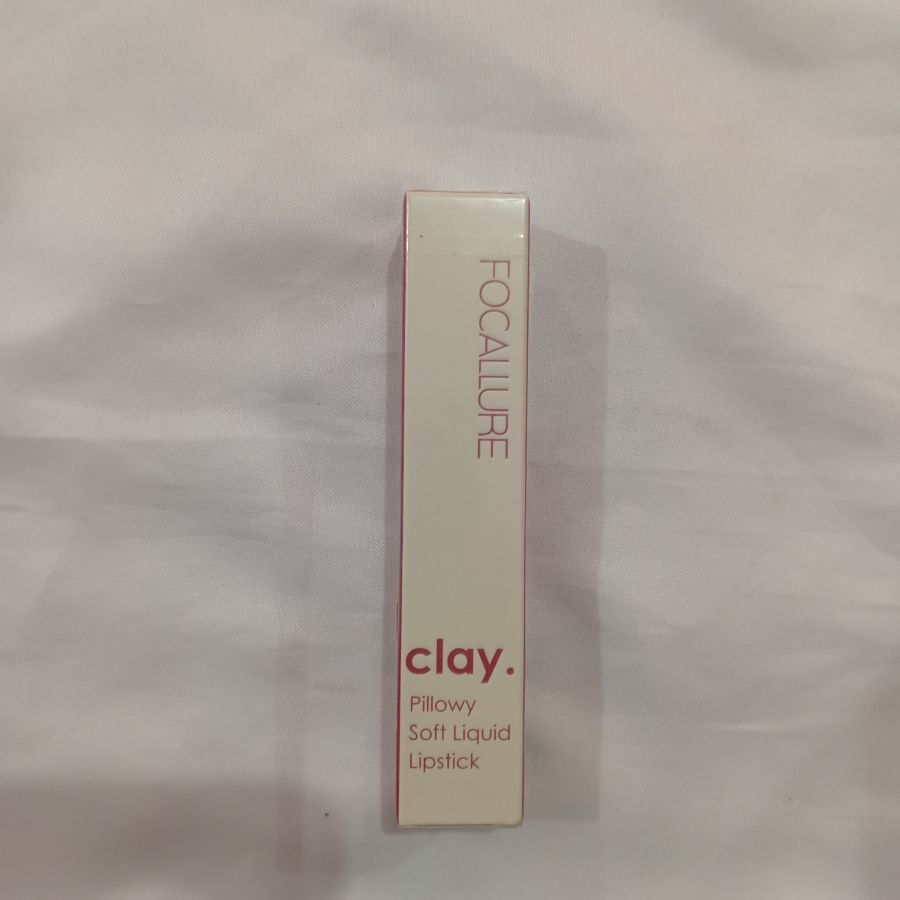 FOCALLURE
clay.
Pillowy
Soft Liquid
Lipstick